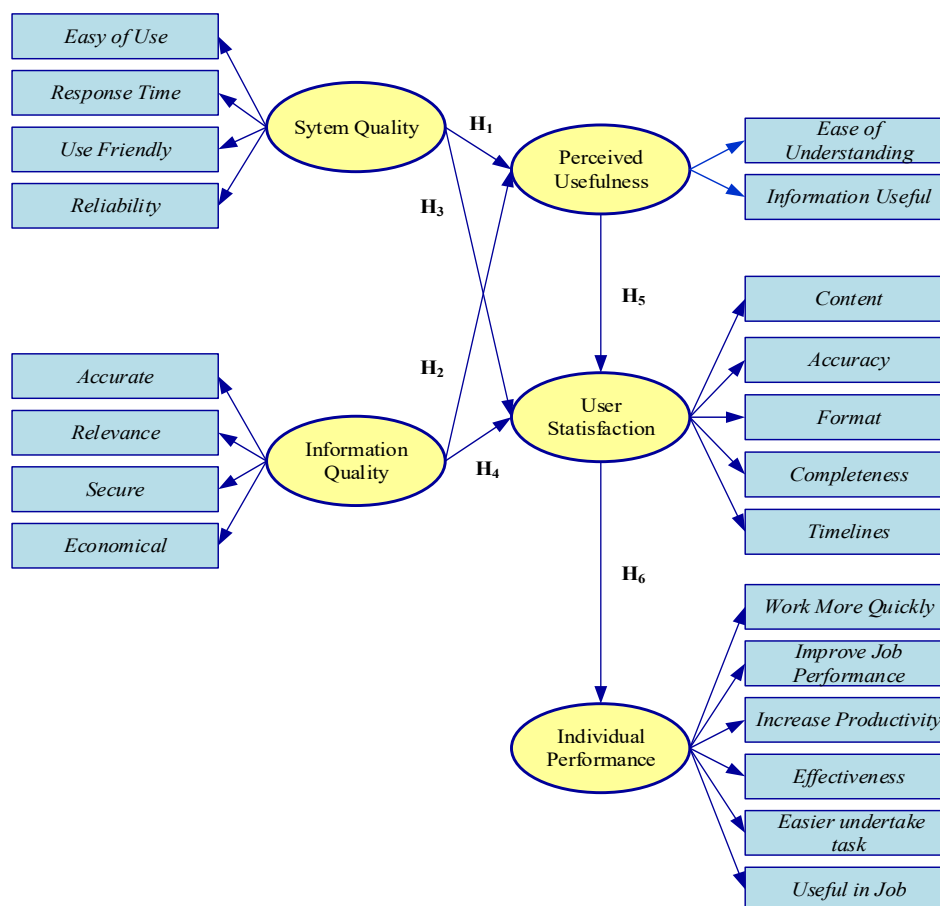 Easy of Use
Response Time
Use Friendly
Reliability
Sytem Quality
H1
H3
Perceived
Usefulness
Ease of
Understanding
Information Useful
H5
Accurate
Relevance
Secure
Economical
Information
Quality
H2
H4
User
Statisfaction
Content
Accuracy
Format
Completeness
Timelines
H6
Individual
Performance
Work More Quickly
Improve Job
Performance
Increase Productivity
Effectiveness
Easier undertake
task
Useful in Job